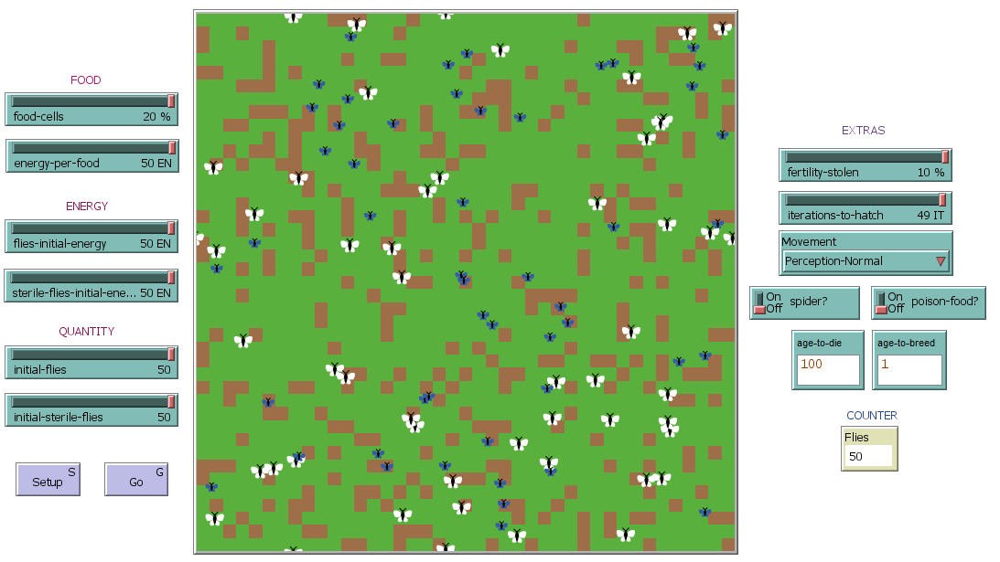 FOOD
food-cells 20 %
energy-per-food 50 EN
ENERGY
flies-initial-energy 50 EN
sterile-flies-initial-ene... 50 EN
QUANTITY
initial-flies 50
initial-sterile-flies 50
Setup S
Go G
EXTRAS
fertility-stolen 10 %
iterations-to-hatch 49 IT
Movement
Perception-Normal
On
Off spider?
On
Off poison-food?
age-to-die
100
age-to-breed
1
COUNTER
Flies
50